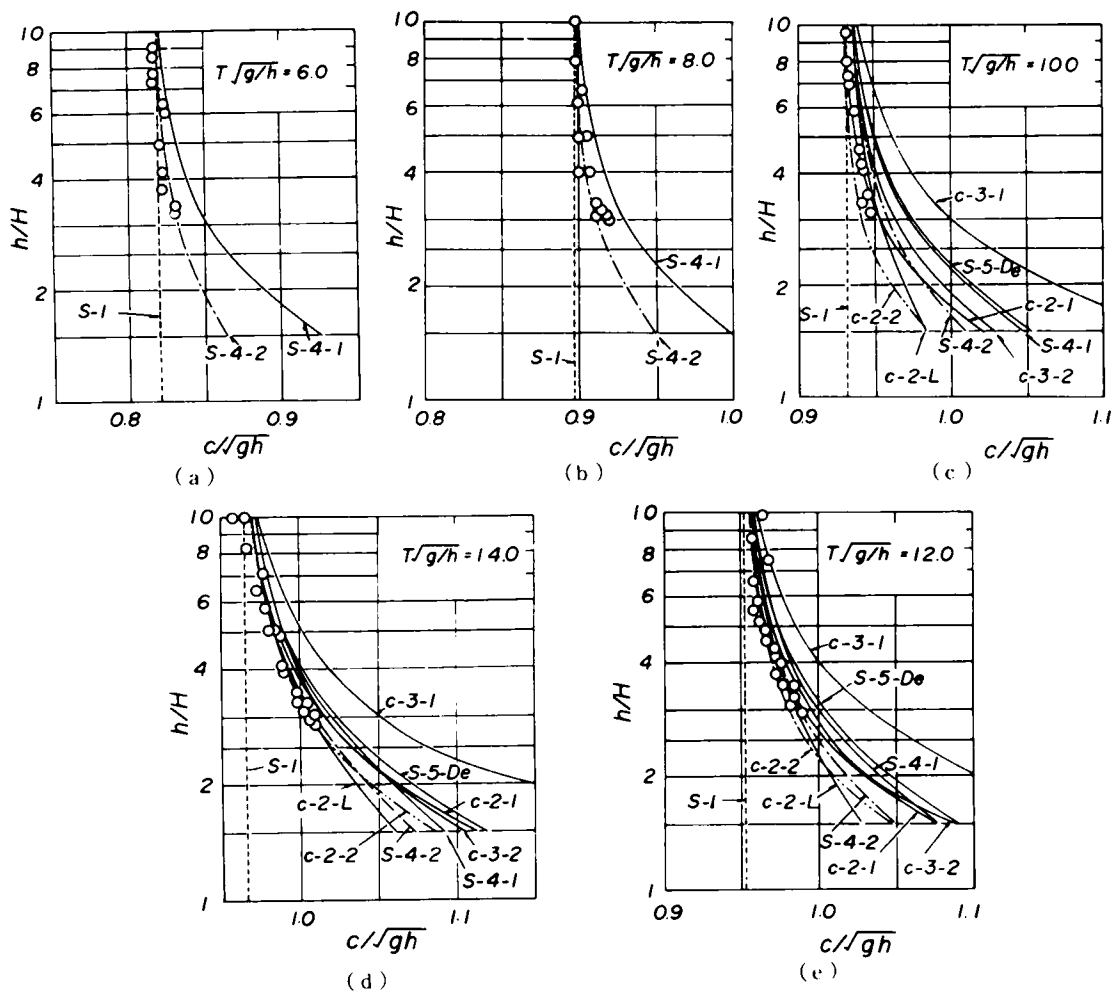 10
8
6
4
2
1
h/H
T√g/h = 6.0
S-1
S-4-2
S-4-1
0.8
0.9
c/√gh
(a)
10
8
6
4
2
1
h/H
T√g/h = 8.0
S-4-1
S-1
S-4-2
0.8
0.9
1.0
c/√gh
(b)
10
8
6
4
2
1
h/H
T√g/h = 10.0
c-3-1
S-5-De
c-2-1
S-1
c-2-2
S-4-2
S-4-1
c-2-L
c-3-2
0.9
1.0
1.1
c/√gh
(c)
10
8
6
4
2
1
h/H
T√g/h = 14.0
c-3-1
S-1
S-5-De
c-2-L
c-2-1
c-2-2
S-4-2
c-3-2
S-4-1
1.0
1.1
c/√gh
(d)
10
8
6
4
2
1
h/H
T√g/h = 12.0
c-3-1
S-5-De
c-2-2
S-4-1
S-1
c-2-L
S-4-2
c-2-1
c-3-2
0.9
1.0
1.1
c/√gh
(e)